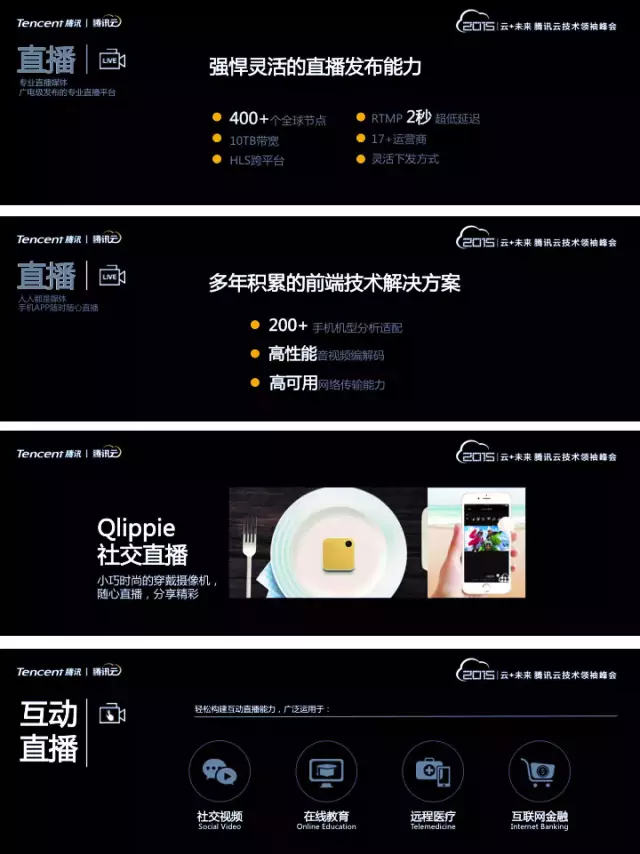 Tencent 腾讯 | 腾讯云
2015 云+未来 腾讯云技术领袖峰会
直播
LIVE
专业直播媒体
广电级发布的专业直播平台
强悍灵活的直播发布能力
400+个全球节点
RTMP 2秒 超低延迟
10TB带宽
17+运营商
HLS跨平台
灵活下发方式
Tencent 腾讯 | 腾讯云
2015 云+未来 腾讯云技术领袖峰会
直播
LIVE
人人都是媒体
手机APP随时随心直播
多年积累的前端技术解决方案
200+ 手机机型分析适配
高性能音视频编解码
高可用网络传输能力
Tencent 腾讯 | 腾讯云
2015 云+未来 腾讯云技术领袖峰会
Qlippie
社交直播
小巧时尚的穿戴摄像机，
随心直播，分享精彩
Tencent 腾讯 | 腾讯云
2015 云+未来 腾讯云技术领袖峰会
互动
直播
轻松构建互动直播能力，广泛运用于：
社交视频
Social Video
在线教育
Online Education
远程医疗
Telemedicine
互联网金融
Internet Banking